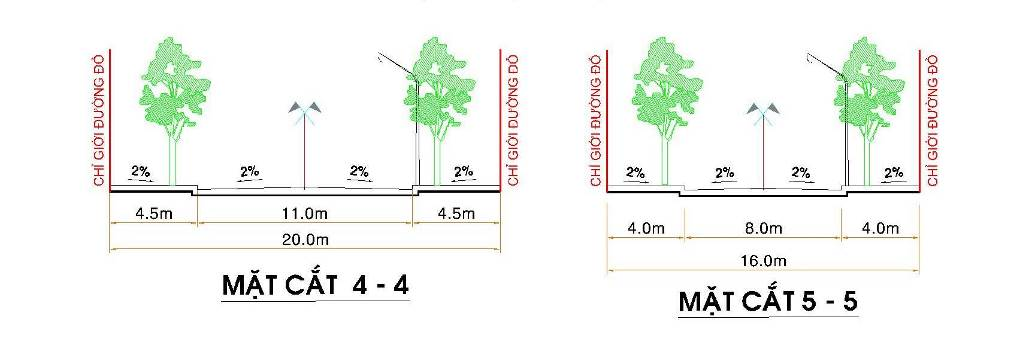 CHỈ GIỚI ĐƯỜNG ĐỎ
2% 2% 2% 2%
4.5m 11.0m 4.5m
20.0m
MẶT CẮT 4 - 4
CHỈ GIỚI ĐƯỜNG ĐỎ
CHỈ GIỚI ĐƯỜNG ĐỎ
2% 2% 2% 2%
4.0m 8.0m 4.0m
16.0m
MẶT CẮT 5 - 5
CHỈ GIỚI ĐƯỜNG ĐỎ